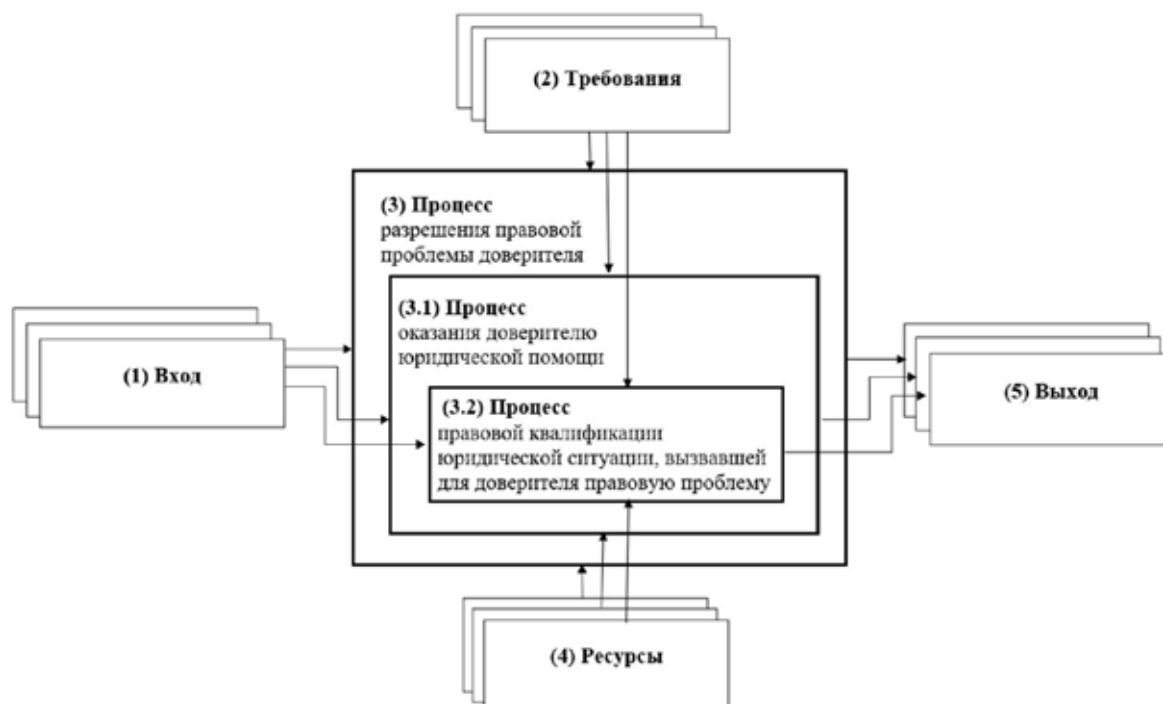 (2) Требования
(3) Процесс
разрешения правовой
проблемы доверителя
(3.1) Процесс
оказания доверителю
юридической помощи
(1) Вход
(3.2) Процесс
правовой квалификации
юридической ситуации, вызвавшей
для доверителя правовую проблему
(5) Выход
(4) Ресурсы